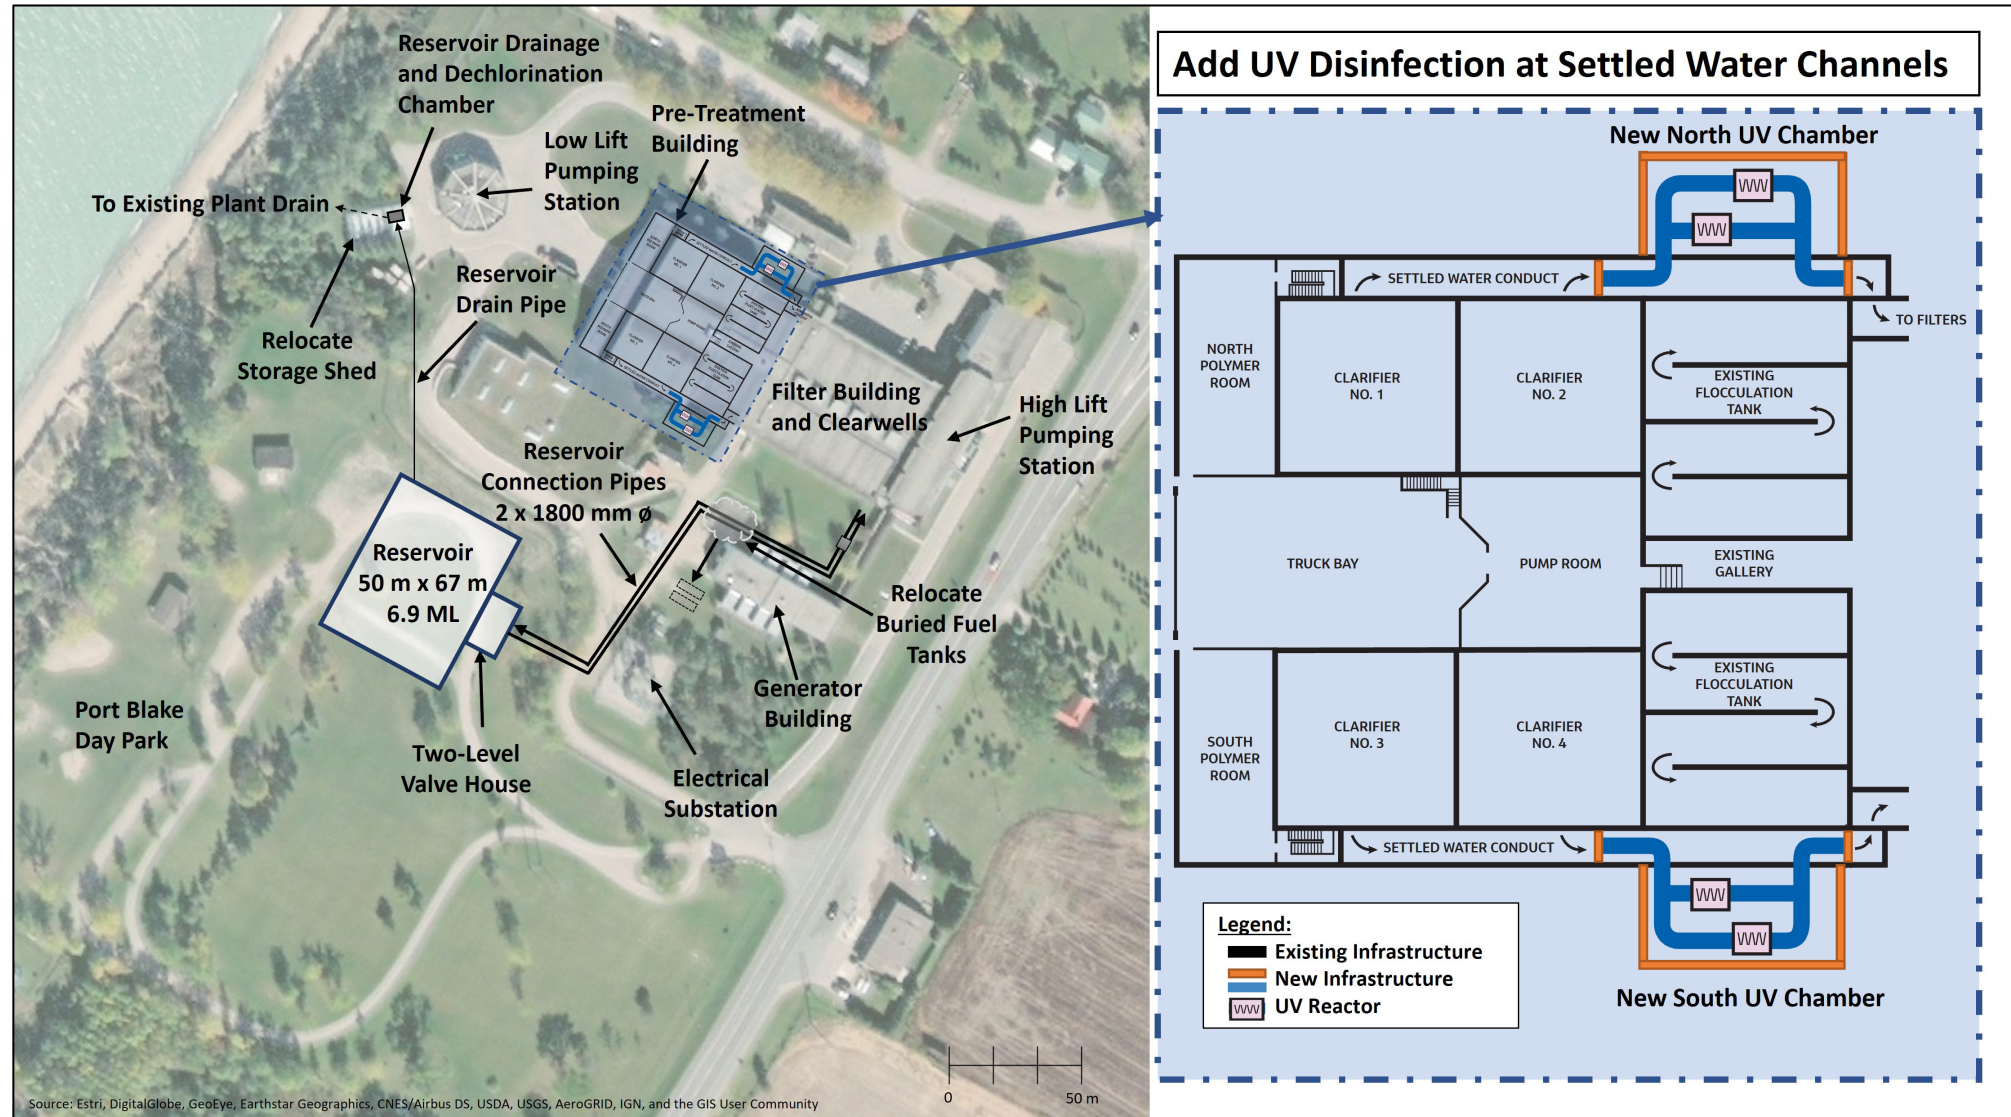 Reservoir Drainage
and Dechlorination
Chamber
Pre-Treatment
Building
Low Lift
Pumping
Station
To Existing Plant Drain
Reservoir
Drain Pipe
Relocate
Storage Shed
Filter Building
and Clearwells
High Lift
Pumping
Station
Reservoir
Connection Pipes
2 x 1800 mm ø
Reservoir
50 m x 67 m
6.9 ML
Relocate
Buried Fuel
Tanks
Generator
Building
Port Blake
Day Park
Two-Level
Valve House
Electrical
Substation
0 50 m
Source: Estri, DigitalGlobe, GeoEye, Earthstar Geographics, CNES/Airbus DS, USDA, USGS, AeroGRID, IGN, and the GIS User Community
Add UV Disinfection at Settled Water Channels
New North UV Chamber
SETTLED WATER CONDUCT
TO FILTERS
NORTH
POLYMER
ROOM
CLARIFIER
NO. 1
CLARIFIER
NO. 2
EXISTING
FLOCCULATION
TANK
TRUCK BAY
PUMP ROOM
EXISTING
GALLERY
SOUTH
POLYMER
ROOM
CLARIFIER
NO. 3
CLARIFIER
NO. 4
EXISTING
FLOCCULATION
TANK
SETTLED WATER CONDUCT
New South UV Chamber
Legend:
Existing Infrastructure
New Infrastructure
UV Reactor